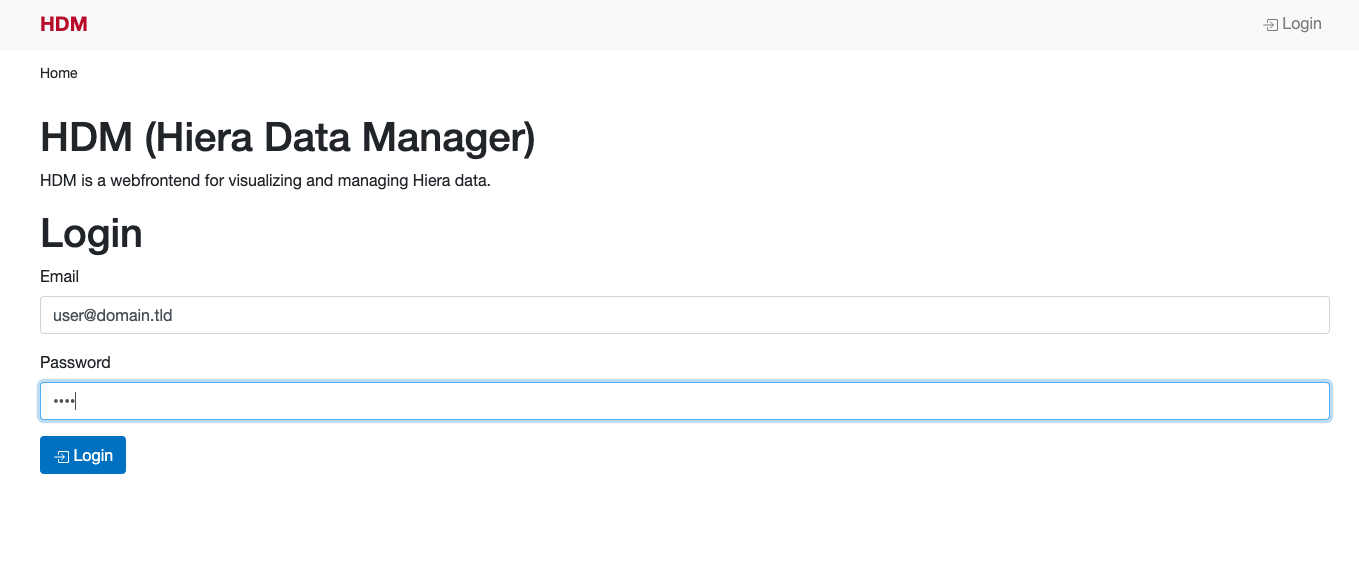 HDM
Login
Home
HDM (Hiera Data Manager)
HDM is a webfrontend for visualizing and managing Hiera data.
Login
Email
user@domain.tld
Password
••••
Login